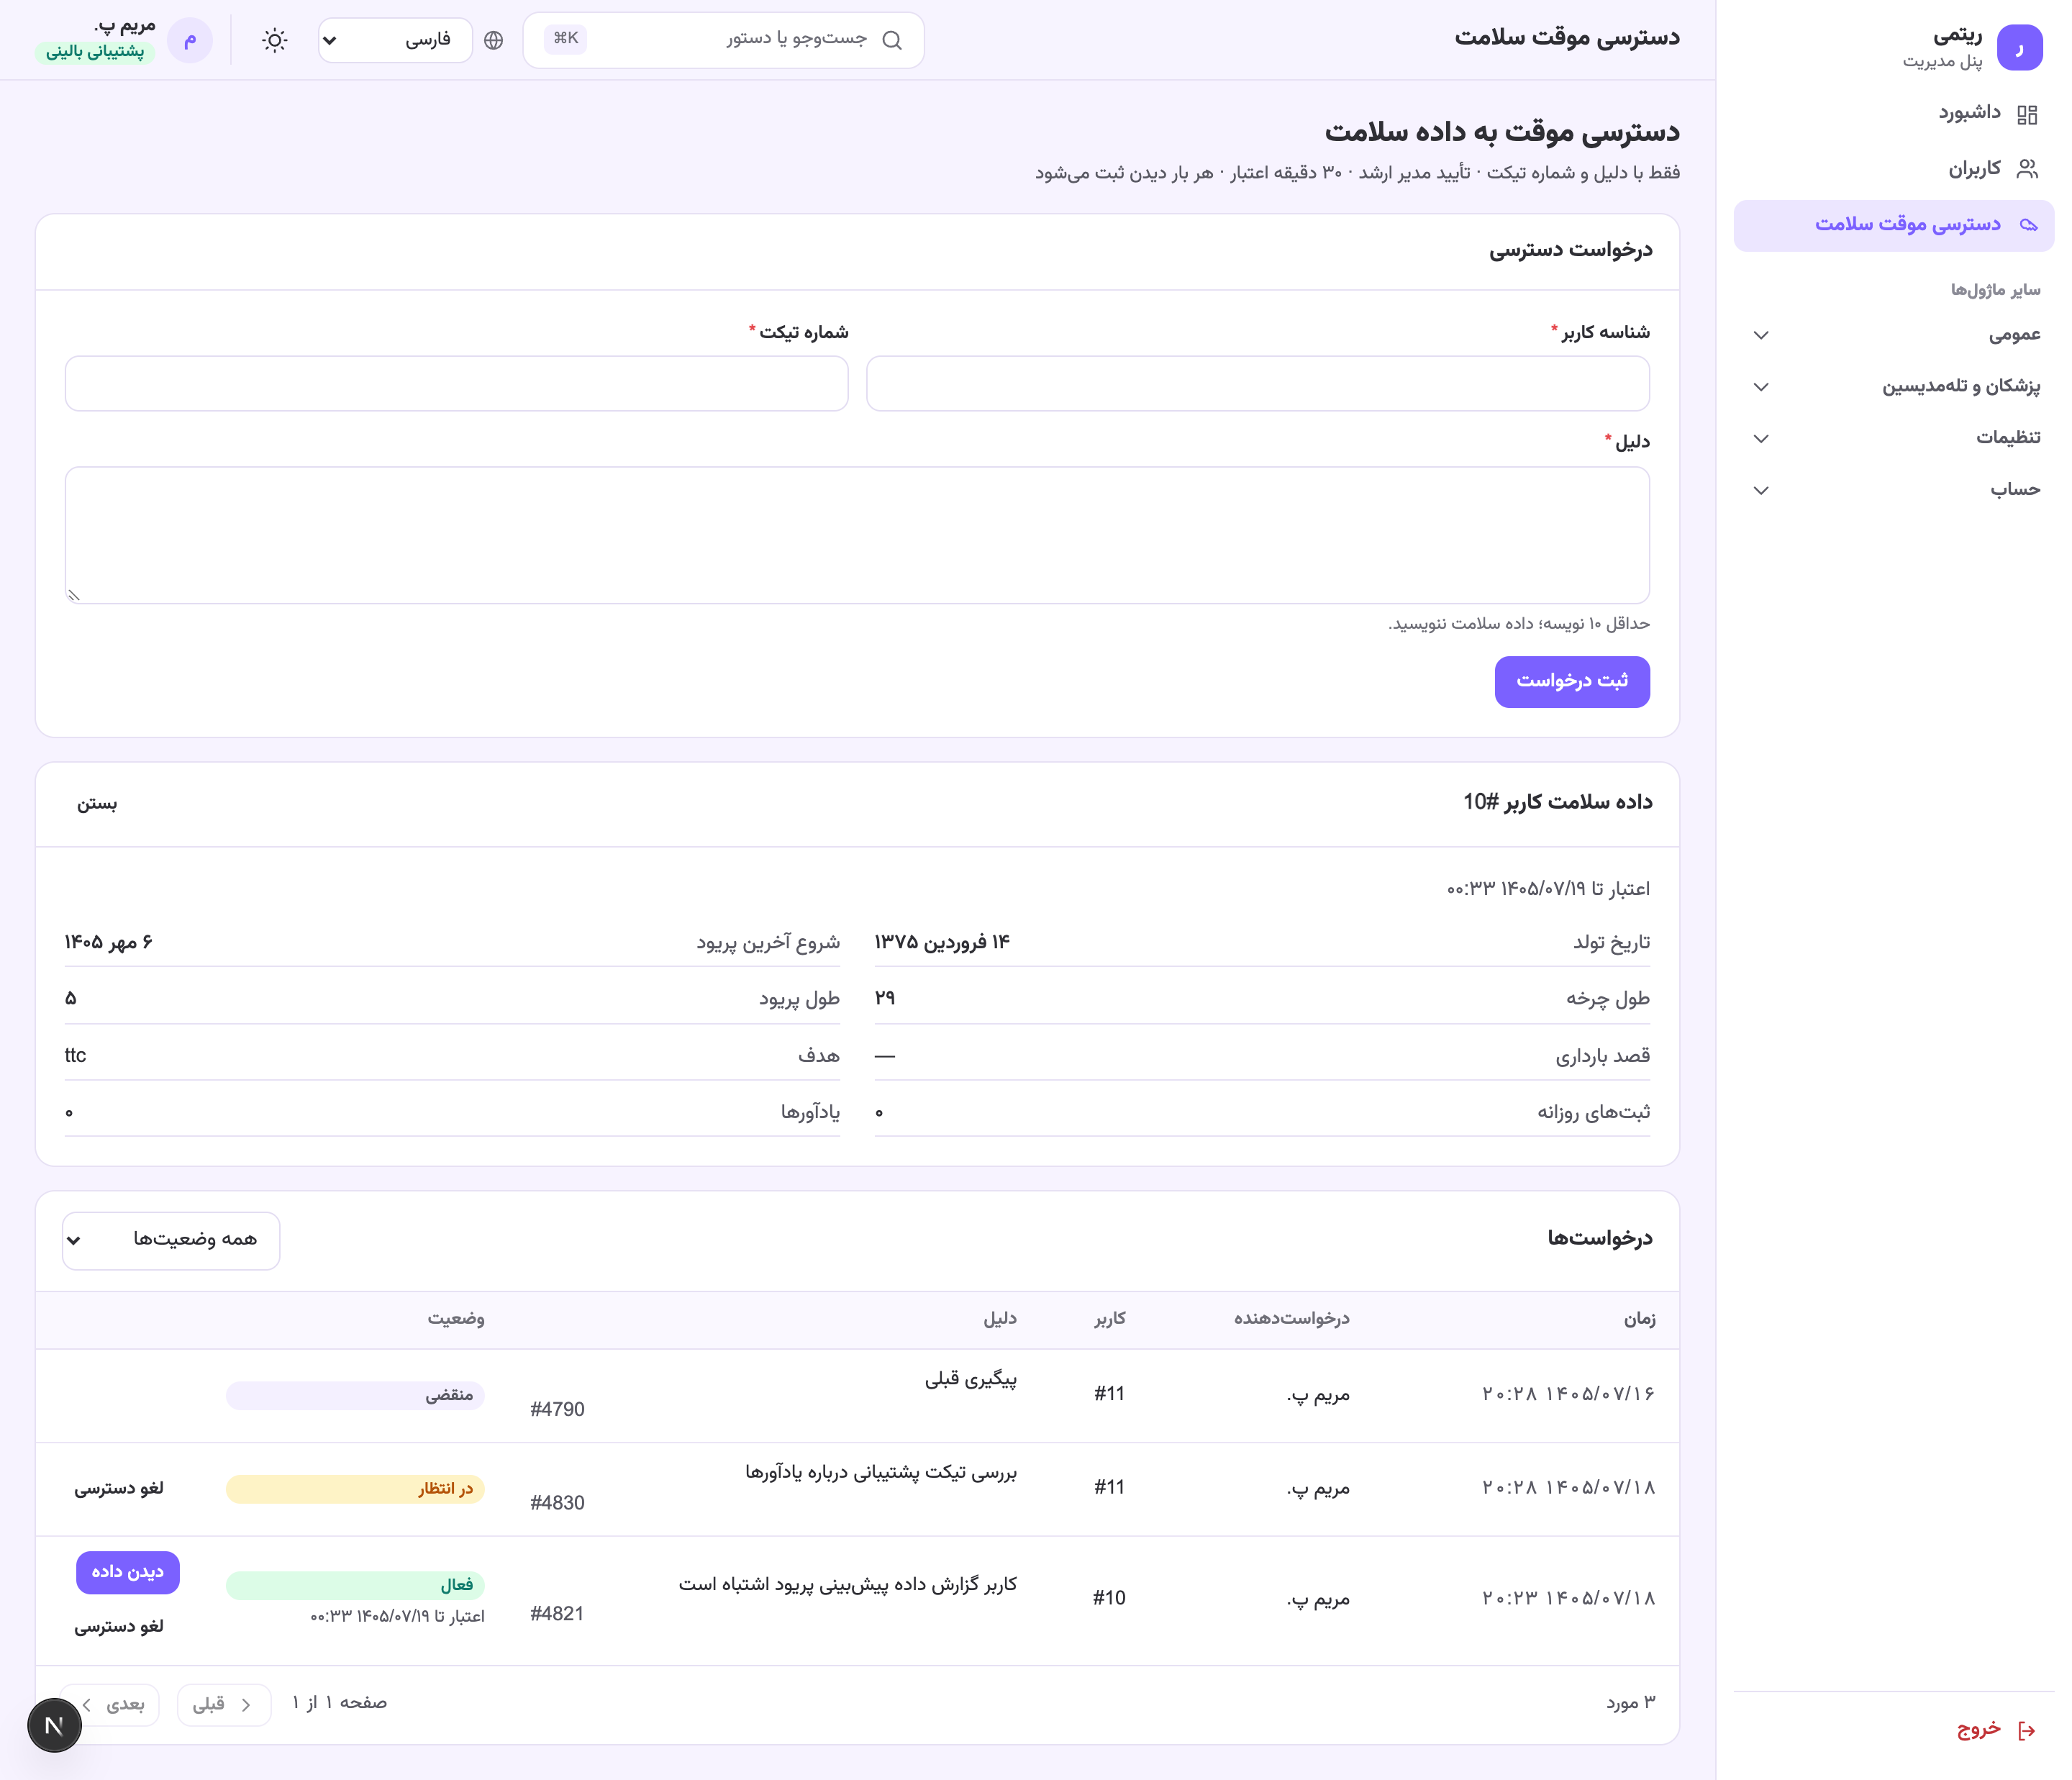 ر
ریتمی
پنل مدیریت
داشبورد
کاربران
دسترسی موقت سلامت
سایر ماژول‌ها
عمومی
پزشکان و تله‌مدیسین
تنظیمات
حساب
خروج
دسترسی موقت سلامت
جست‌وجو یا دستور
⌘K
فارسی
م
مریم پ.
پشتیبانی بالینی
دسترسی موقت به داده سلامت
فقط با دلیل و شماره تیکت · تأیید مدیر ارشد · ۳۰ دقیقه اعتبار · هر بار دیدن ثبت می‌شود
درخواست دسترسی
شناسه کاربر *
شماره تیکت *
دلیل *
حداقل ۱۰ نویسه؛ داده سلامت ننویسید.
ثبت درخواست
داده سلامت کاربر #10
بستن
اعتبار تا ۱۴۰۵/۰۷/۱۹ ۰۰:۳۳
تاریخ تولد ۱۴ فروردین ۱۳۷۵
شروع آخرین پریود ۶ مهر ۱۴۰۵
طول چرخه ۲۹
طول پریود ۵
قصد بارداری —
هدف ttc
ثبت‌های روزانه ۰
یادآورها ۰
درخواست‌ها
همه وضعیت‌ها
زمان درخواست‌دهنده کاربر دلیل وضعیت
۱۴۰۵/۰۷/۱۶ ۲۰:۲۸ مریم پ. #11 پیگیری قبلی
#4790
منقضی
۱۴۰۵/۰۷/۱۸ ۲۰:۲۸ مریم پ. #11 بررسی تیکت پشتیبانی درباره یادآورها
#4830
در انتظار
لغو دسترسی
۱۴۰۵/۰۷/۱۸ ۲۰:۲۳ مریم پ. #10 کاربر گزارش داده پیش‌بینی پریود اشتباه است
#4821
فعال
اعتبار تا ۱۴۰۵/۰۷/۱۹ ۰۰:۳۳
دیدن داده
لغو دسترسی
۳ مورد
صفحه ۱ از ۱
قبلی
بعدی
N